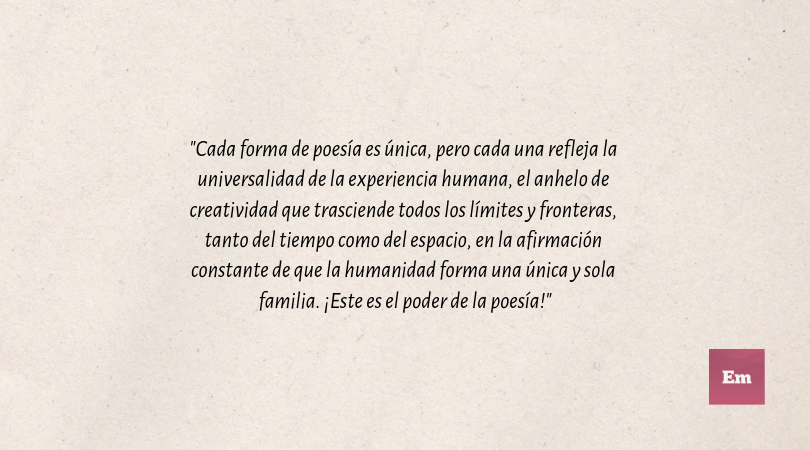 "Cada forma de poesía es única, pero cada una refleja la
universalidad de la experiencia humana, el anhelo de
creatividad que trasciende todos los límites y fronteras,
tanto del tiempo como del espacio, en la afirmación
constante de que la humanidad forma una única y sola
familia. ¡Este es el poder de la poesía!"
Em